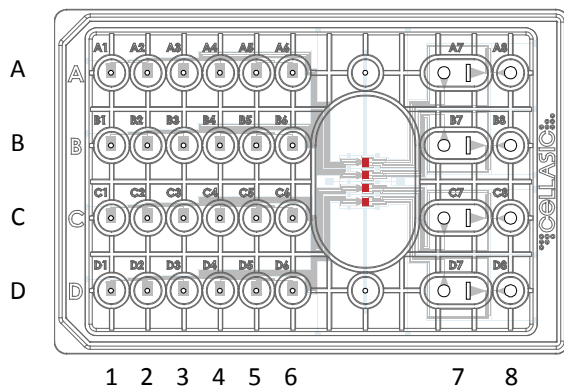 A1 A2 A3 A4 A5 A6 A7 A8
A A
B1 B2 B3 B4 B5 B6 B7 B8
B B
C1 C2 C3 C4 C5 C6 C7 C8
C C
D1 D2 D3 D4 D5 D6 D7 D8
D D
CELLASIC
1 2 3 4 5 6 7 8